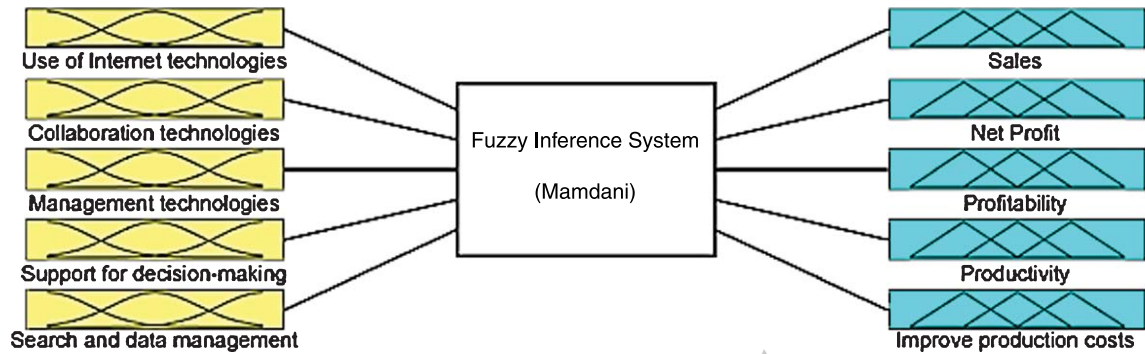 Use of Internet technologies
Collaboration technologies
Management technologies
Support for decision-making
Search and data management
Fuzzy Inference System
(Mamdani)
Sales
Net Profit
Profitability
Productivity
Improve production costs